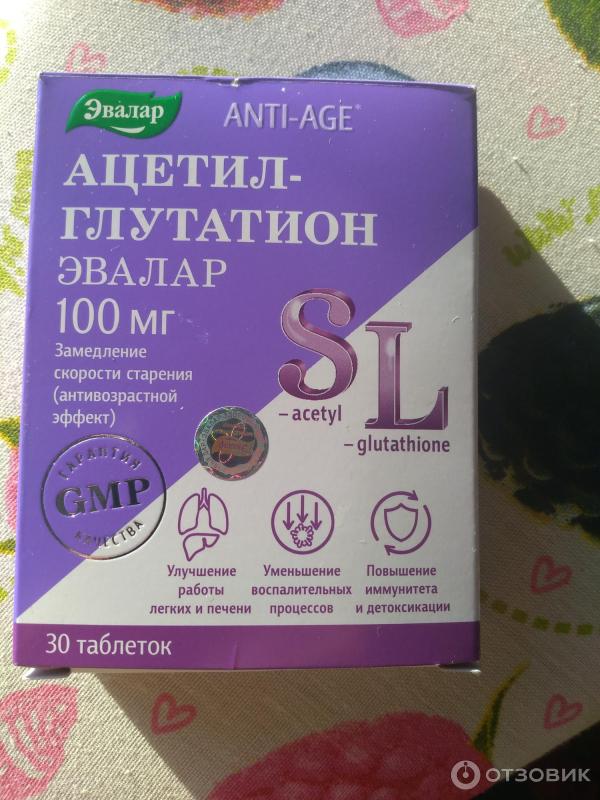 Эвалар
ANTI-AGE*
АЦЕТИЛ-
ГЛУТАТИОН
ЭВАЛАР
100 мг
Замедление
скорости старения
(антивозрастной
эффект)
S L
–acetyl
–glutathione
ГАРАНТИЯ
GMP
КАЧЕСТВА
Улучшение
работы
легких и печени
Уменьшение
воспалительных
процессов
Повышение
иммунитета
и детоксикации
30 таблеток
ОТЗОВИК